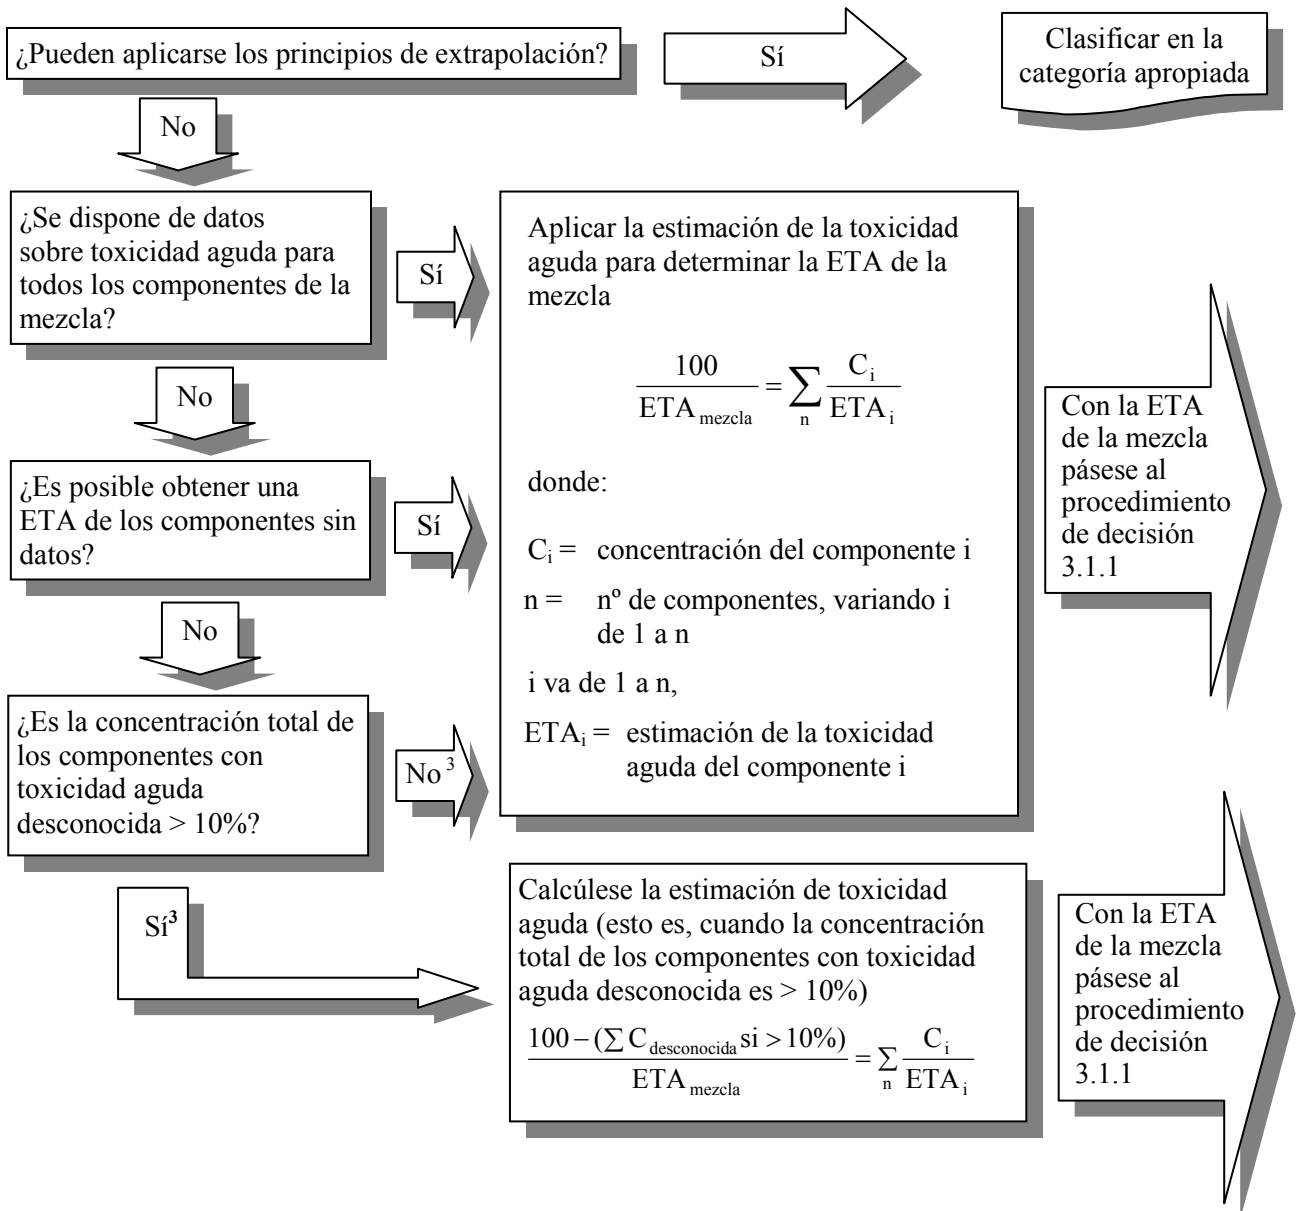 ¿Pueden aplicarse los principios de extrapolación?
Sí
Clasificar en la
categoría apropiada
No
¿Se dispone de datos
sobre toxicidad aguda para
todos los componentes de la
mezcla?
Sí
No
¿Es posible obtener una
ETA de los componentes sin
datos?
Sí
No
¿Es la concentración total de
los componentes con
toxicidad aguda
desconocida > 10%?
No ³
Sí³
Aplicar la estimación de la toxicidad
aguda para determinar la ETA de la
mezcla
100 / ETA mezcla = ∑ n C i / ETA i
donde:
Ci = concentración del componente i
n = nº de componentes, variando i
de 1 a n
i va de 1 a n,
ETAi = estimación de la toxicidad
aguda del componente i
Con la ETA
de la mezcla
pásese al
procedimiento
de decisión
3.1.1
Calcúlese la estimación de toxicidad
aguda (esto es, cuando la concentración
total de los componentes con toxicidad
aguda desconocida es > 10%)
100 – (∑ C desconocida si > 10%) / ETA mezcla = ∑ n C i / ETA i
Con la ETA
de la mezcla
pásese al
procedimiento
de decisión
3.1.1